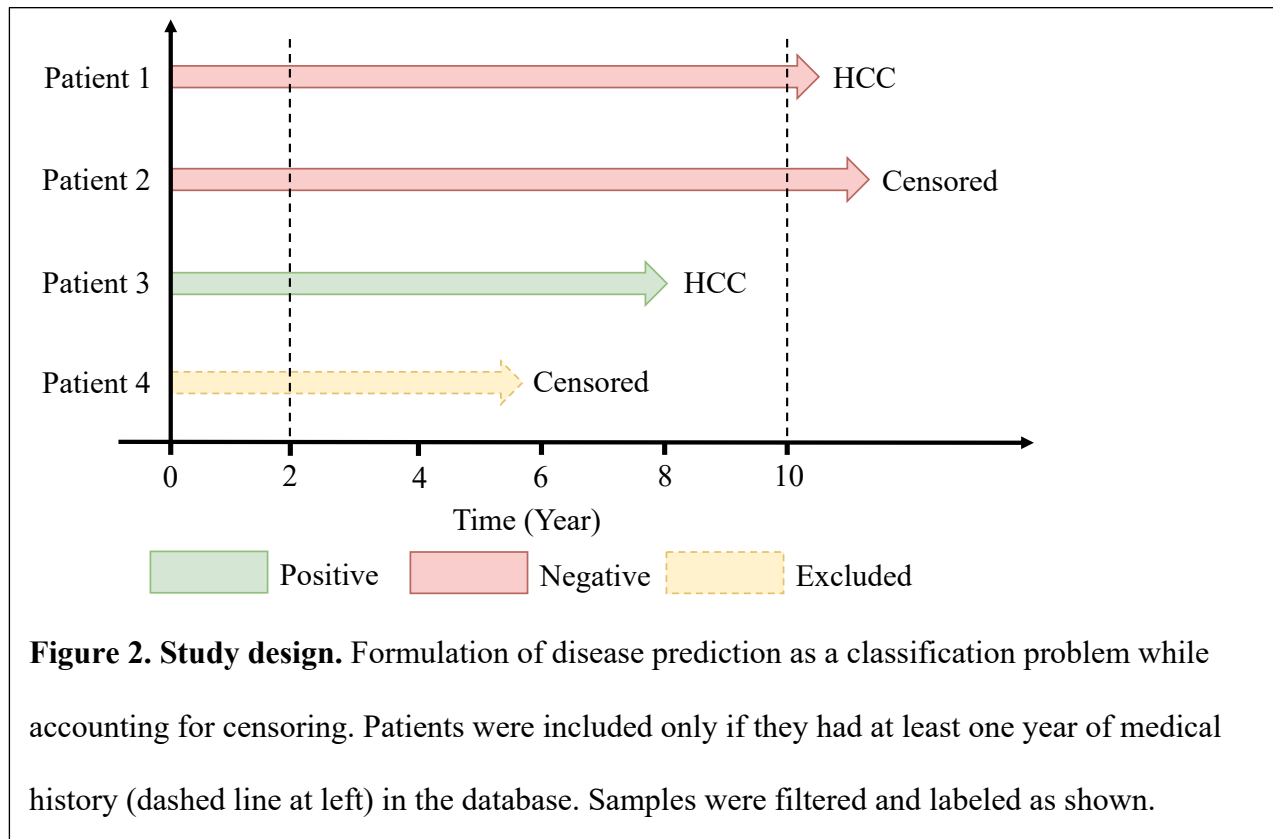 Patient 1
HCC
Patient 2
Censored
Patient 3
HCC
Patient 4
Censored
0 2 4 6 8 10
Time (Year)
Positive Negative Excluded
Figure 2. Study design. Formulation of disease prediction as a classification problem while
accounting for censoring. Patients were included only if they had at least one year of medical
history (dashed line at left) in the database. Samples were filtered and labeled as shown.